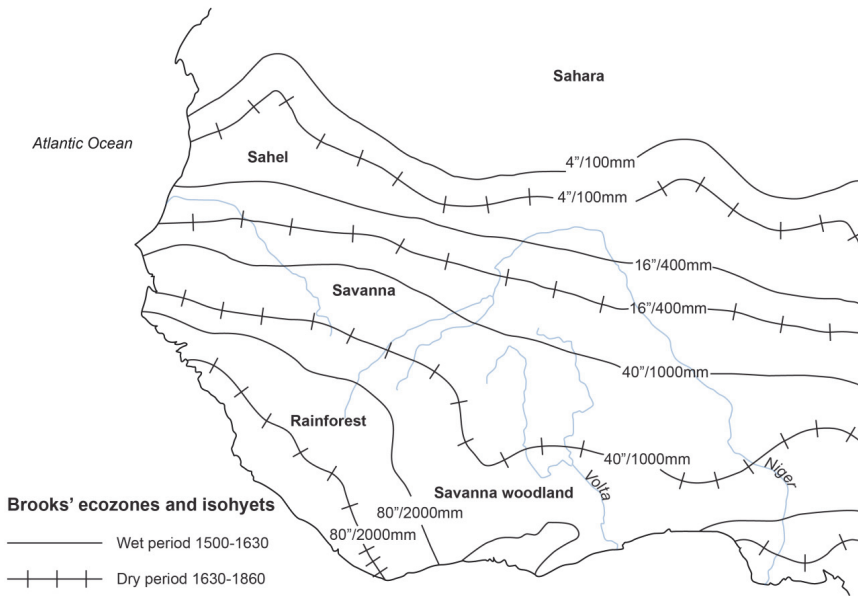 Sahara
Atlantic Ocean
Sahel
4”/100mm
4”/100mm
16”/400mm
Savanna
16”/400mm
40”/1000mm
Rainforest
40”/1000mm
Niger
Savanna woodland
Volta
Brooks’ ecozones and isohyets
80”/2000mm
80”/2000mm
Wet period 1500-1630
Dry period 1630-1860